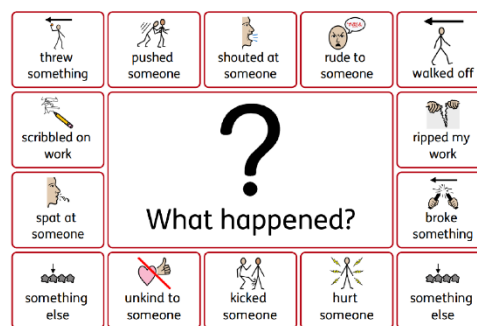 threw
something
pushed
someone
shouted at
someone
rude to
someone
walked off
scribbled on
work
ripped my
work
spat at
someone
What happened?
broke
something
something
else
unkind to
someone
kicked
someone
hurt
someone
something
else